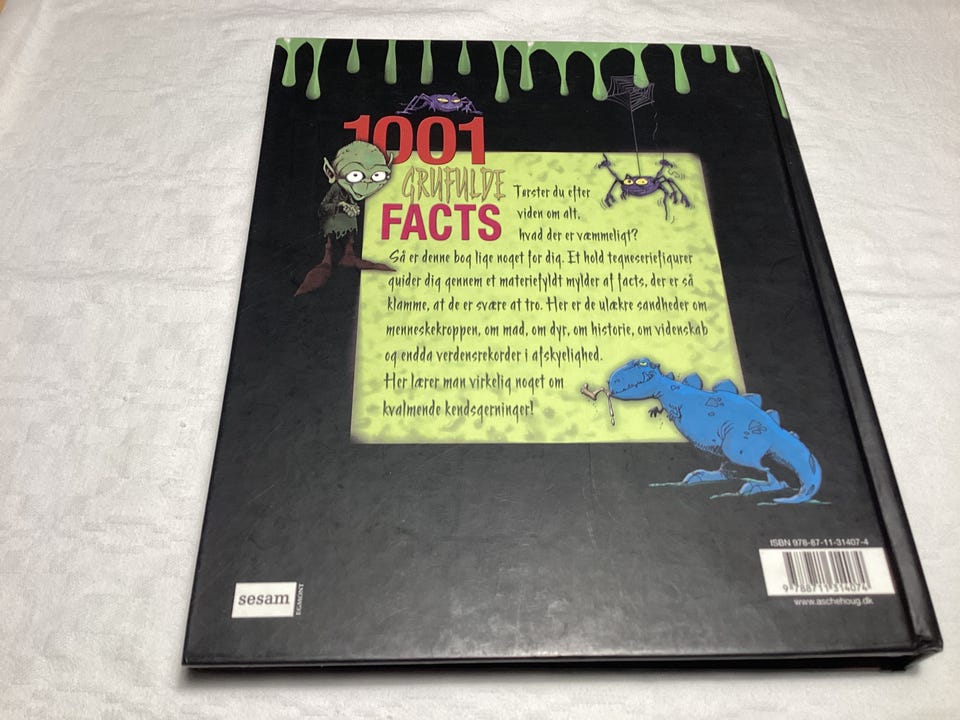 1001
GRUFULDE
FACTS
Tørster du efter
viden om alt,
hvad der er væmmeligt?
Så er denne bog lige noget for dig. Et hold tegneseriefigurer
guider dig gennem et materiefyldt mylder af facts, der er så
klamme, at de er svære at tro. Her er de ulækre sandheder om
menneskekroppen, om mad, om dyr, om historie, om videnskab
og endda verdensrekorder i afskyelighed.
Her lærer man virkelig noget om
kvalmende kendsgerninger!
ISBN 978-87-11-31407-4
9 788711 314074
www.aschehoug.dk
sesam
EGMONT